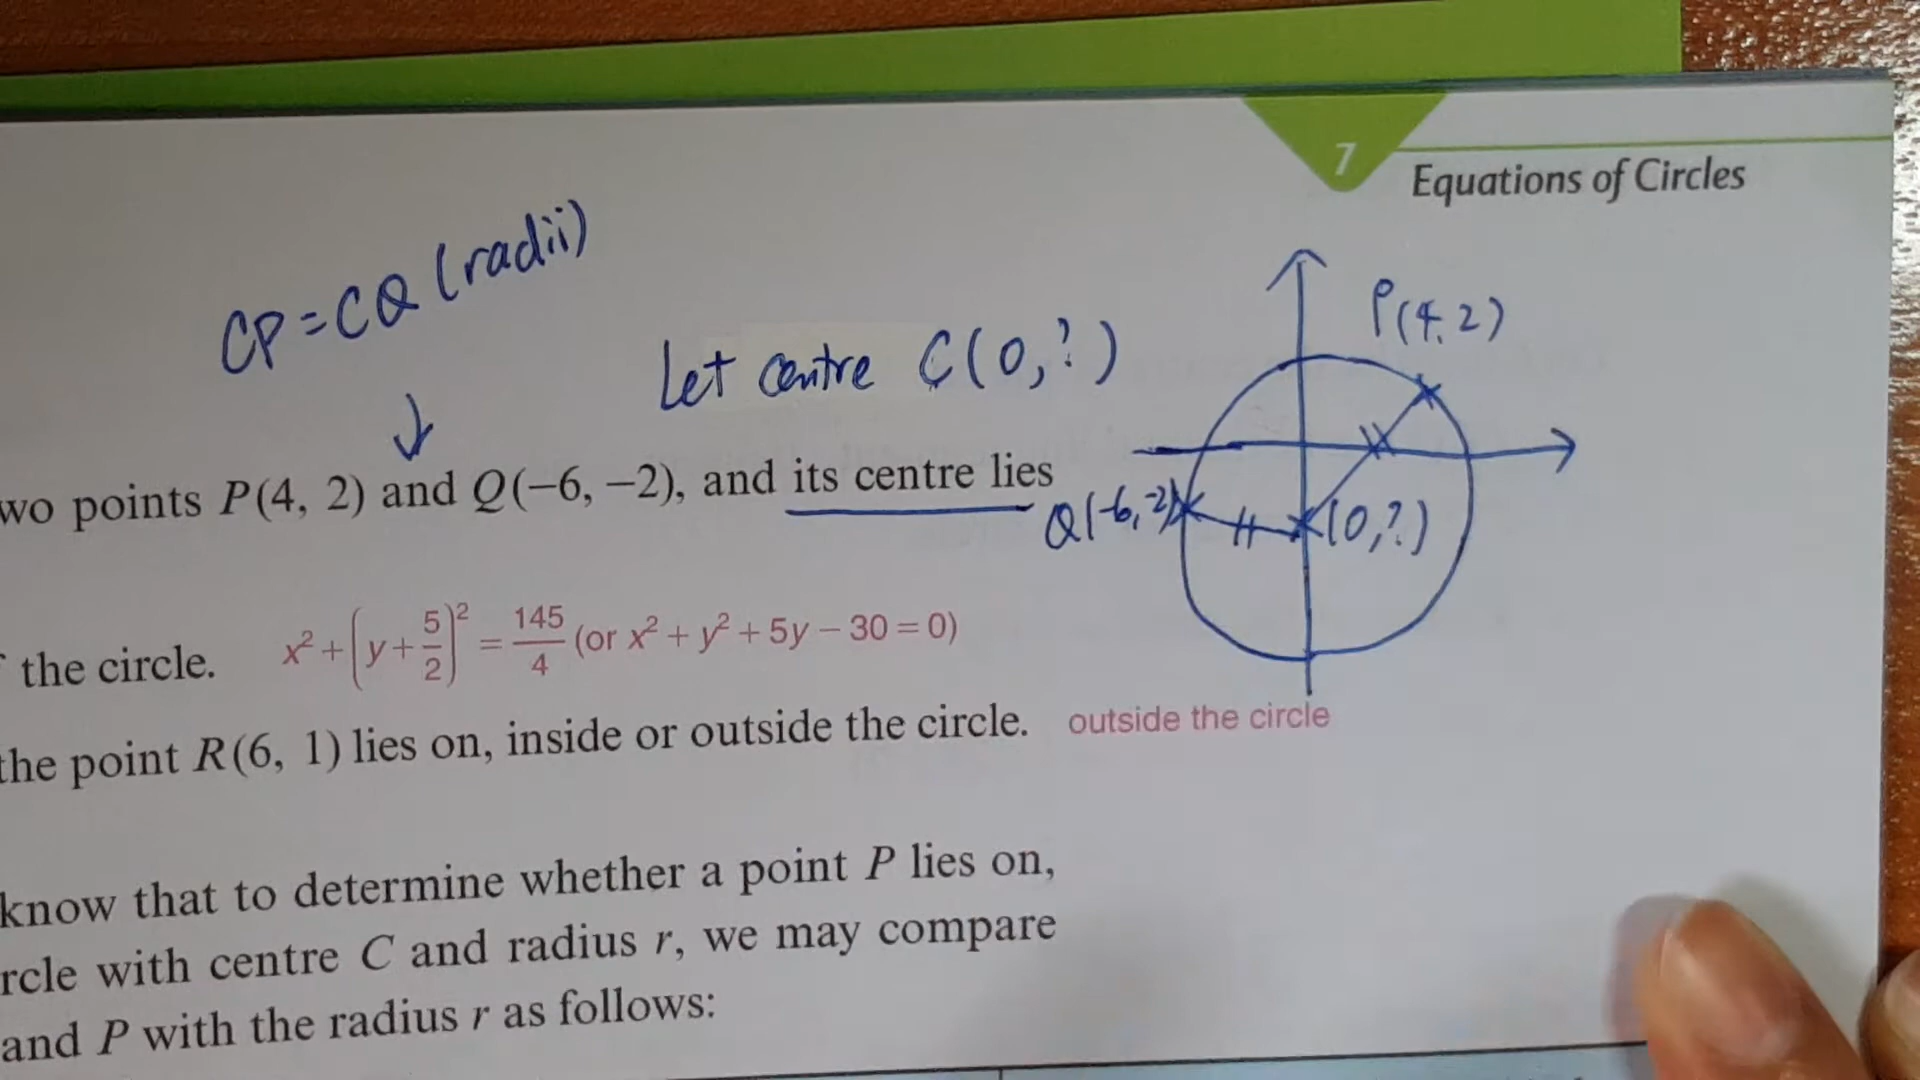 7
Equations of Circles
CP = CQ (radii)
P(4, 2)
Let centre C(0, ?)
wo points P(4, 2) and Q(−6, −2), and its centre lies
Q(-6, -2)
(0, ?)
the circle. x² + (y + 5/2)² = 145/4 (or x² + y² + 5y − 30 = 0)
the point R(6, 1) lies on, inside or outside the circle. outside the circle
know that to determine whether a point P lies on,
rcle with centre C and radius r, we may compare
and P with the radius r as follows: